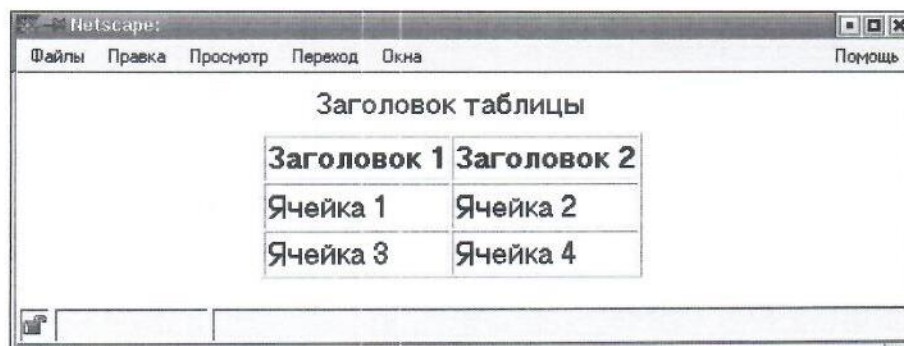 Netscape:
Файлы Правка Просмотр Переход Окна Помощь
Заголовок таблицы
Заголовок 1 Заголовок 2
Ячейка 1 Ячейка 2
Ячейка 3 Ячейка 4